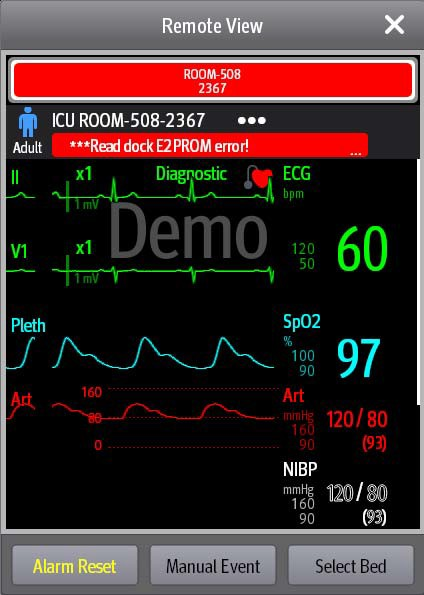 Remote View
ROOM-508
2367
ICU ROOM-508-2367 •••
Adult
***Read dock E2PROM error! ...
II x1 Diagnostic ECG
1 mV bpm
Demo
V1 x1 120 60
50
1 mV
Pleth SpO2
% 97
100
90
Art 160 Art
80 mmHg 120/80
160
0 90 (93)
NIBP
mmHg 120/80
160
90 (93)
Alarm Reset Manual Event Select Bed